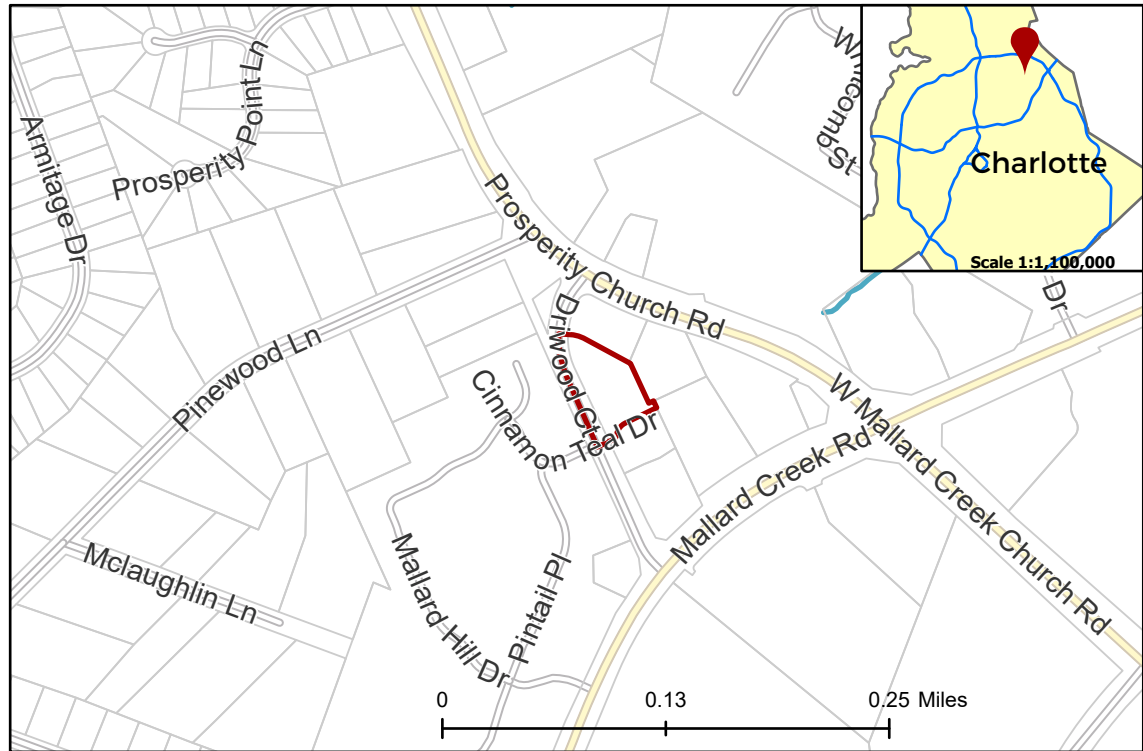 Prosperity Point Ln
Armitage Dr
Whitcomb St
Charlotte
Scale 1:1,100,000
Prosperity Church Rd
Dr
Driwood Ct
Pinewood Ln
Cinnamon Teal Dr
W Mallard Creek Church Rd
Mallard Creek Rd
Mclaughlin Ln
Mallard Hill Dr
Pintail Pl
0 0.13 0.25 Miles